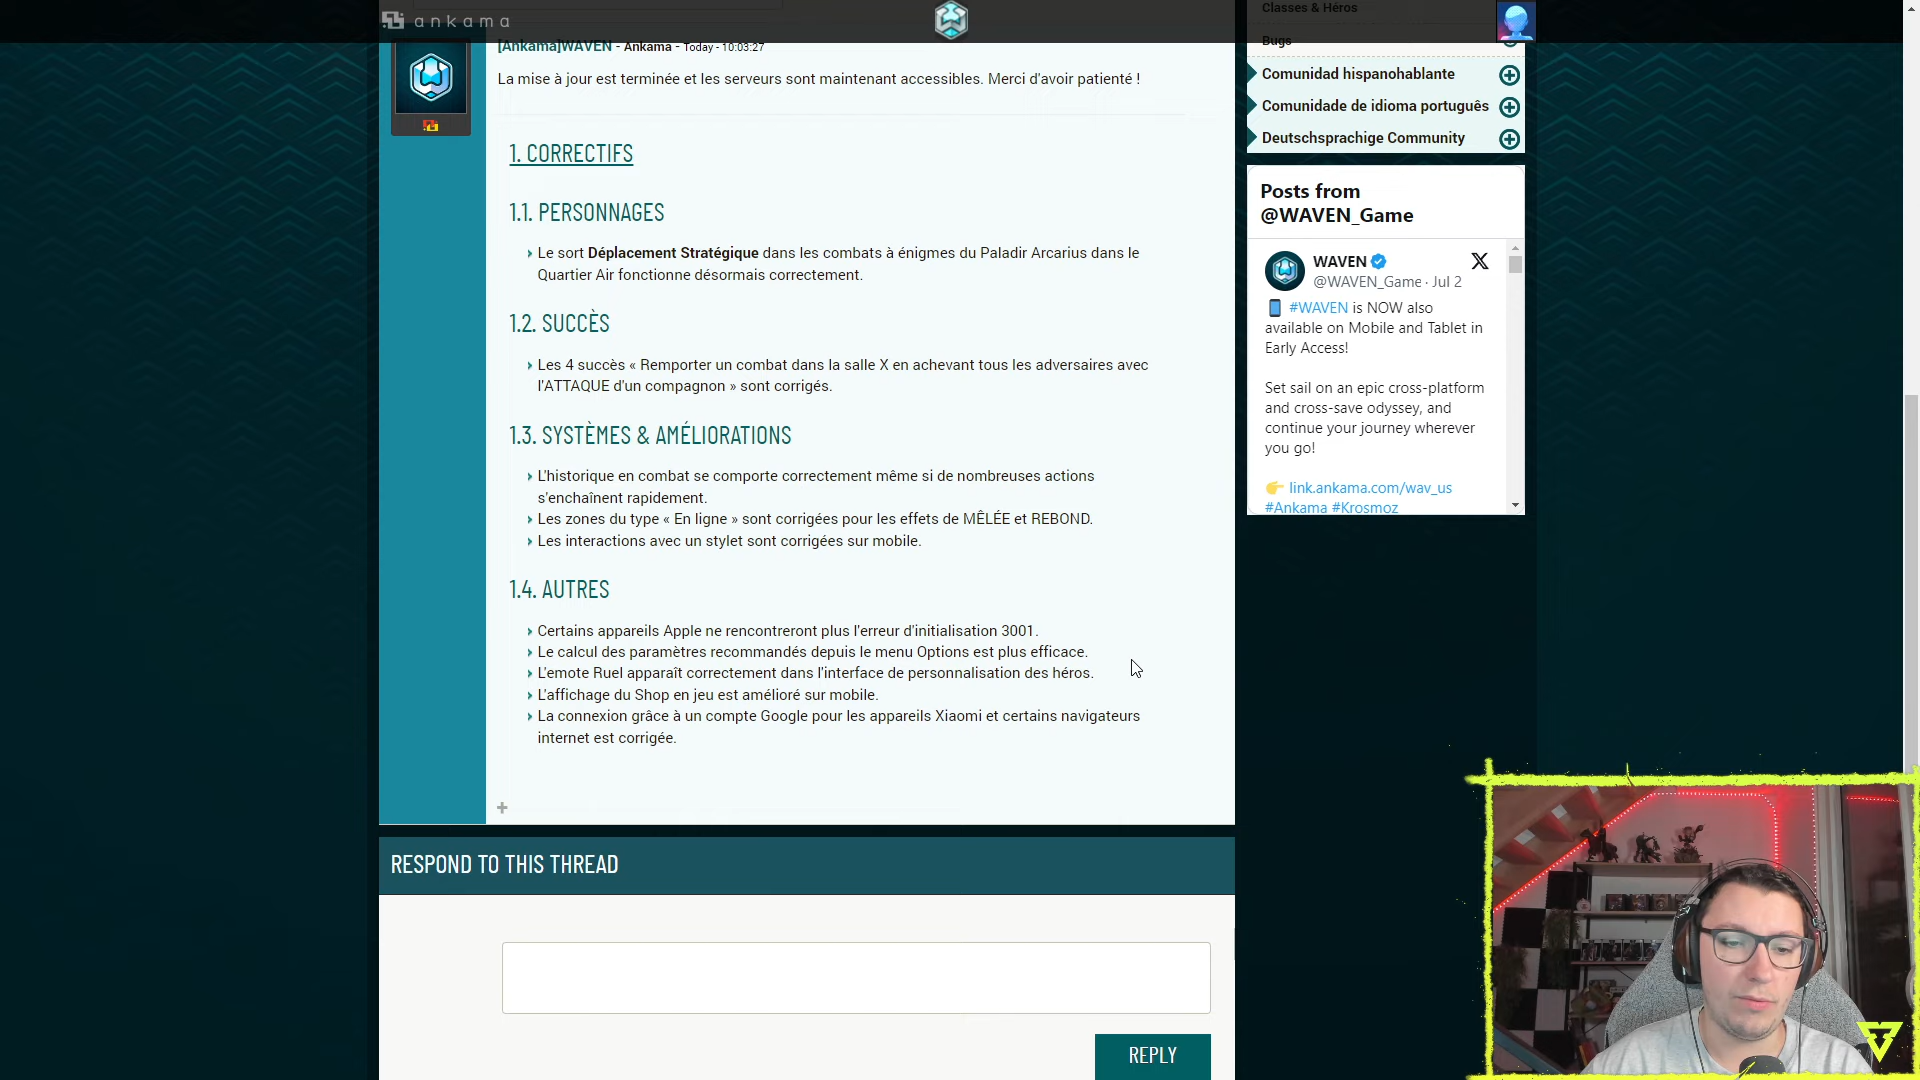 ankama
Classes & Héros
[Ankama]WAVEN - Ankama - Today - 10:03:27
Bugs
La mise à jour est terminée et les serveurs sont maintenant accessibles. Merci d'avoir patienté !
Comunidad hispanohablante
Comunidade de idioma português
Deutschsprachige Community
1. CORRECTIFS
1.1. PERSONNAGES
Le sort Déplacement Stratégique dans les combats à énigmes du Paladir Arcarius dans le
Quartier Air fonctionne désormais correctement.
1.2. SUCCÈS
Les 4 succès « Remporter un combat dans la salle X en achevant tous les adversaires avec
l'ATTAQUE d'un compagnon » sont corrigés.
1.3. SYSTÈMES & AMÉLIORATIONS
L'historique en combat se comporte correctement même si de nombreuses actions
s'enchaînent rapidement.
Les zones du type « En ligne » sont corrigées pour les effets de MÊLÉE et REBOND.
Les interactions avec un stylet sont corrigées sur mobile.
1.4. AUTRES
Certains appareils Apple ne rencontreront plus l'erreur d'initialisation 3001.
Le calcul des paramètres recommandés depuis le menu Options est plus efficace.
L'emote Ruel apparaît correctement dans l'interface de personnalisation des héros.
L'affichage du Shop en jeu est amélioré sur mobile.
La connexion grâce à un compte Google pour les appareils Xiaomi et certains navigateurs
internet est corrigée.
Posts from
@WAVEN_Game
WAVEN
@WAVEN_Game · Jul 2
#WAVEN is NOW also
available on Mobile and Tablet in
Early Access!
Set sail on an epic cross-platform
and cross-save odyssey, and
continue your journey wherever
you go!
link.ankama.com/wav_us
#Ankama #Krosmoz
RESPOND TO THIS THREAD
REPLY